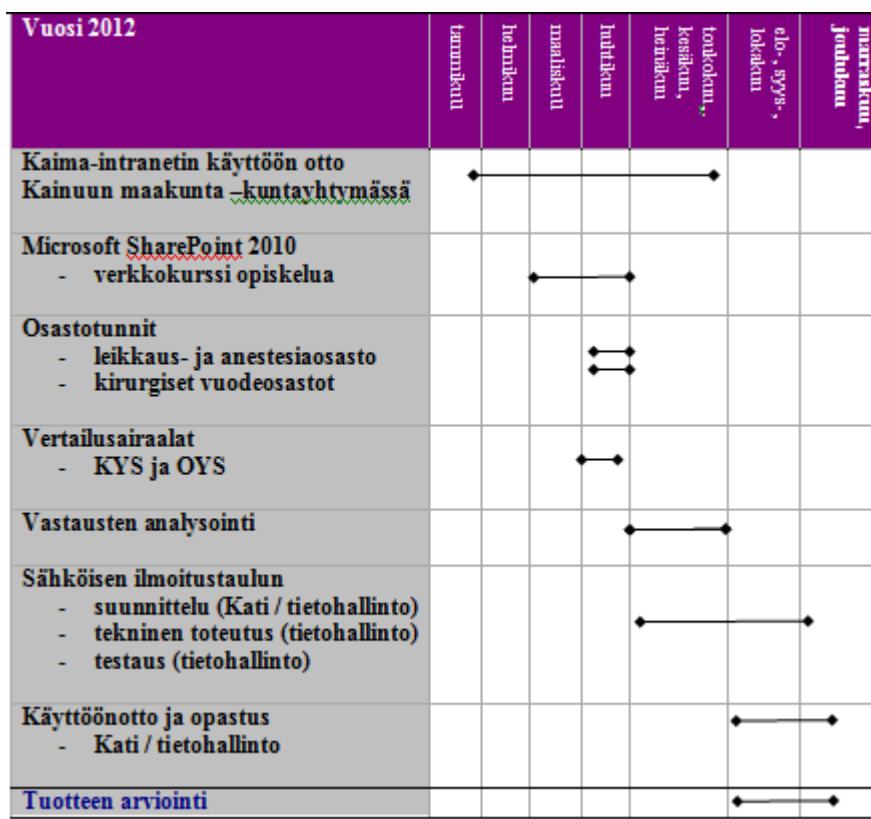 Vuosi 2012
tammikuu
helmikuu
maaliskuu
huhtikuu
toukokuu,
kesäkuu,
heinäkuu
elo-, syys-,
lokakuu
marraskuu,
joulukuu
Kaima-intranetin käyttöön otto
Kainuun maakunta –kuntayhtymässä
Microsoft SharePoint 2010
- verkkokurssi opiskelua
Osastotunnit
- leikkaus- ja anestesiaosasto
- kirurgiset vuodeosastot
Vertailusairaalat
- KYS ja OYS
Vastausten analysointi
Sähköisen ilmoitustaulun
- suunnittelu (Kati / tietohallinto)
- tekninen toteutus (tietohallinto)
- testaus (tietohallinto)
Käyttöönotto ja opastus
- Kati / tietohallinto
Tuotteen arviointi